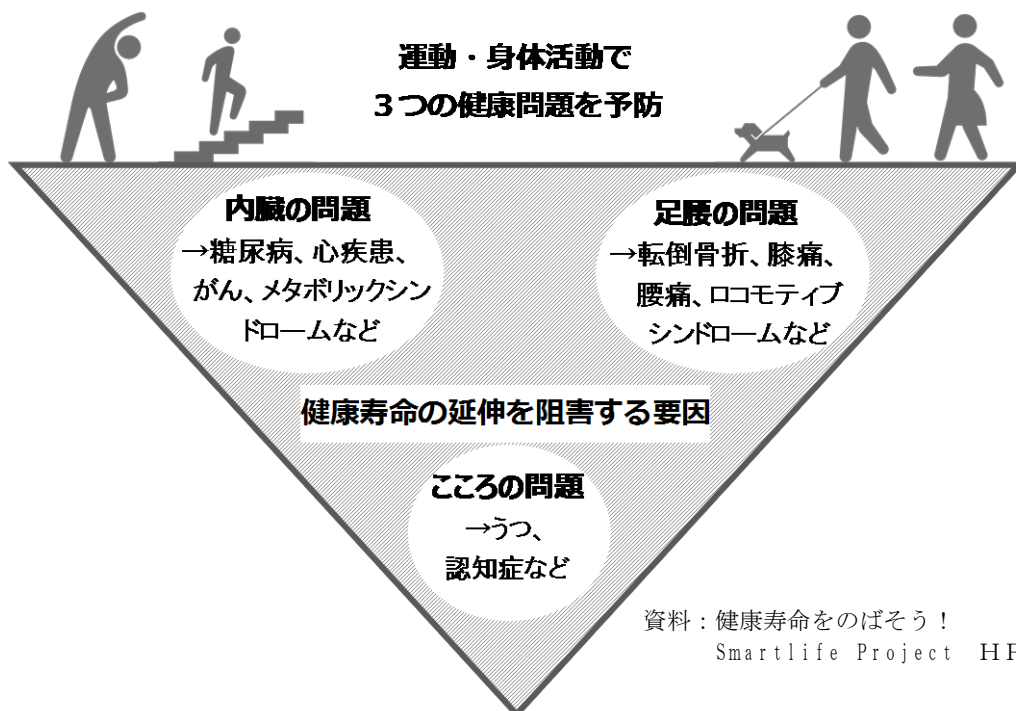 運動・身体活動で
３つの健康問題を予防
内臓の問題
→糖尿病、心疾患、
がん、メタボリックシン
ドロームなど
足腰の問題
→転倒骨折、膝痛、
腰痛、ロコモティブ
シンドロームなど
健康寿命の延伸を阻害する要因
こころの問題
→うつ、
認知症など
資料：健康寿命をのばそう！
Smartlife Project　ＨＰ